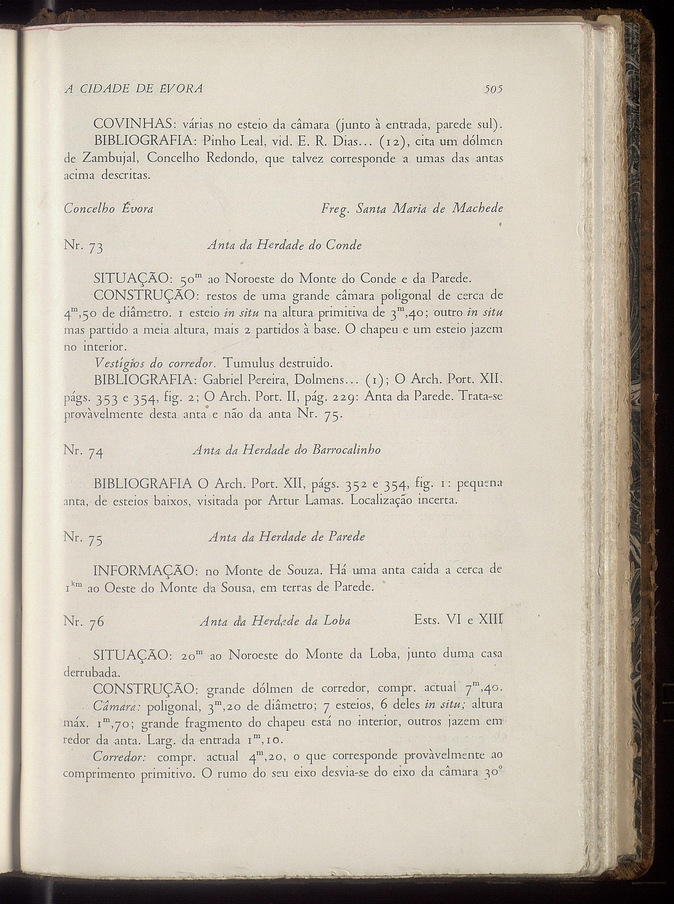 A CIDADE DE ÉVORA 505
COVINHAS: várias no esteio da câmara (junto à entrada, parede sul).
BIBLIOGRAFIA: Pinho Leal, vid. E. R. Dias... (12), cita um dólmen
de Zambujal, Concelho Redondo, que talvez corresponde a umas das antas
acima descritas.
Concelho Évora Freg. Santa Maria de Machede
Nr. 73 Anta da Herdade do Conde
SITUAÇÃO: 50m ao Noroeste do Monte do Conde e da Parede.
CONSTRUÇÃO: restos de uma grande câmara poligonal de cerca de
4m,50 de diâmetro. 1 esteio in situ na altura primitiva de 3m,40; outro in situ
mas partido a meia altura, mais 2 partidos à base. O chapeu e um esteio jazem
no interior.
Vestígios do corredor. Tumulus destruido.
BIBLIOGRAFIA: Gabriel Pereira, Dolmens... (1); O Arch. Port. XII,
págs. 353 e 354, fig. 2; O Arch. Port. II, pág. 229: Anta da Parede. Trata-se
provàvelmente desta anta e não da anta Nr. 75.
Nr. 74 Anta da Herdade do Barrocalinho
BIBLIOGRAFIA O Arch. Port. XII, págs. 352 e 354, fig. 1: pequena
anta, de esteios baixos, visitada por Artur Lamas. Localização incerta.
Nr. 75 Anta da Herdade de Parede
INFORMAÇÃO: no Monte de Souza. Há uma anta caída a cerca de
1km ao Oeste do Monte da Sousa, em terras de Parede.
Nr. 76 Anta da Herdade da Loba Ests. VI e XIII
SITUAÇÃO: 20m ao Noroeste do Monte da Loba, junto duma casa
derrubada.
CONSTRUÇÃO: grande dólmen de corredor, compr. actual 7m,40.
Câmara: poligonal, 3m,20 de diâmetro; 7 esteios, 6 deles in situ; altura
máx. 1m,70; grande fragmento do chapeu está no interior, outros jazem em
redor da anta. Larg. da entrada 1m,10.
Corredor: compr. actual 4m,20, o que corresponde provàvelmente ao
comprimento primitivo. O rumo do seu eixo desvia-se do eixo da câmara 30°